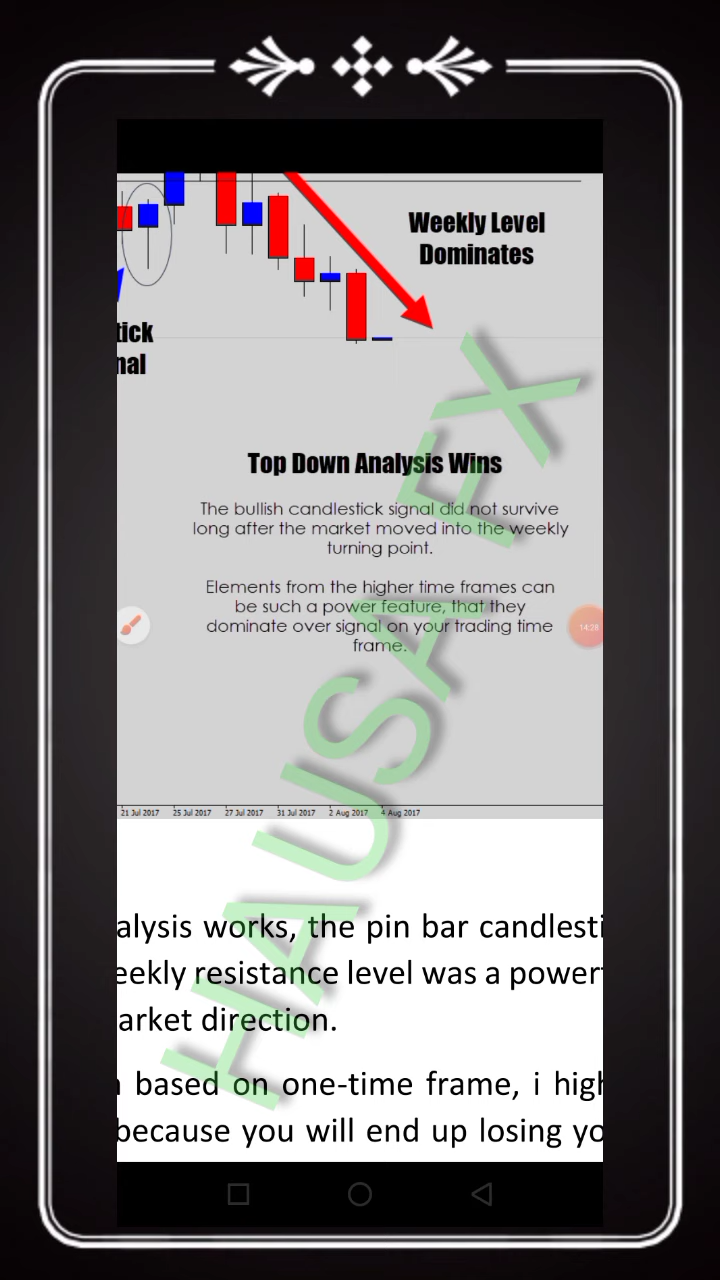 Weekly Level
Dominates
tick
nal
Top Down Analysis Wins
The bullish candlestick signal did not survive
long after the market moved into the weekly
turning point.
Elements from the higher time frames can
be such a power feature, that they
dominate over signal on your trading time
frame.
14:28
21 Jul 2017 25 Jul 2017 27 Jul 2017 31 Jul 2017 2 Aug 2017 4 Aug 2017
HAUSA FX
alysis works, the pin bar candlesti
eekly resistance level was a powerf
arket direction.
based on one-time frame, i high
because you will end up losing yo